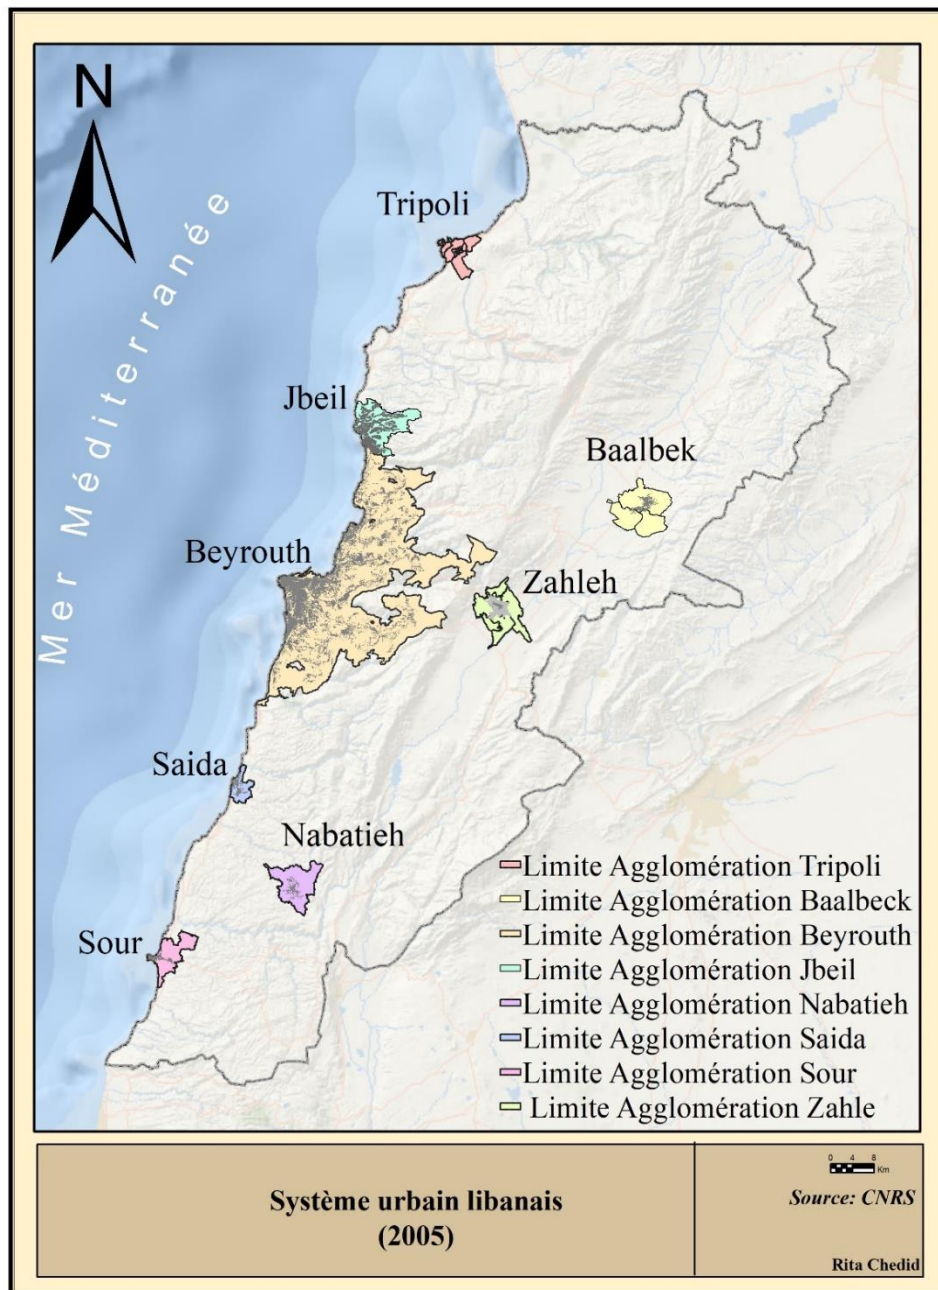 N
Mer Méditerranée
Tripoli
Jbeil
Baalbek
Beyrouth
Zahleh
Saida
Nabatieh
Sour
Limite Agglomération Tripoli
Limite Agglomération Baalbeck
Limite Agglomération Beyrouth
Limite Agglomération Jbeil
Limite Agglomération Nabatieh
Limite Agglomération Saida
Limite Agglomération Sour
Limite Agglomération Zahle
Système urbain libanais
(2005)
0 4 8
Km
Source: CNRS
Rita Chedid